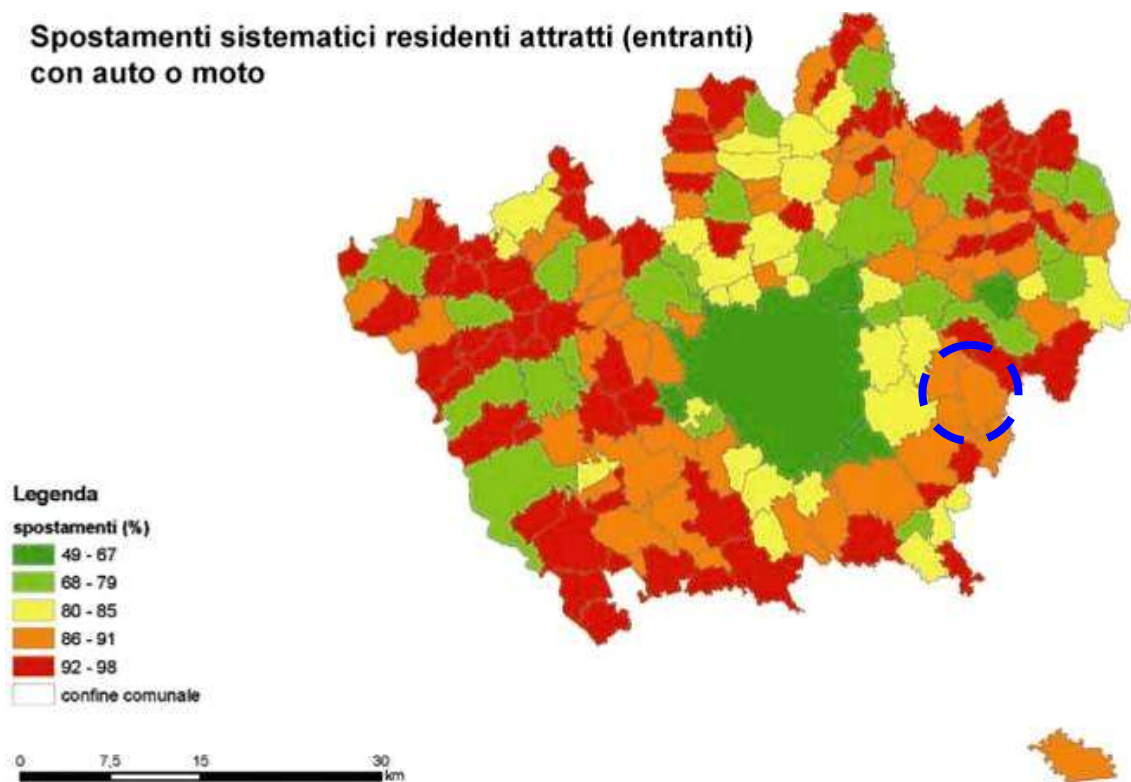 Spostamenti sistematici residenti attratti (entranti)
con auto o moto
Legenda
spostamenti (%)
49 - 67
68 - 79
80 - 85
86 - 91
92 - 98
confine comunale
0 7,5 15 30
km